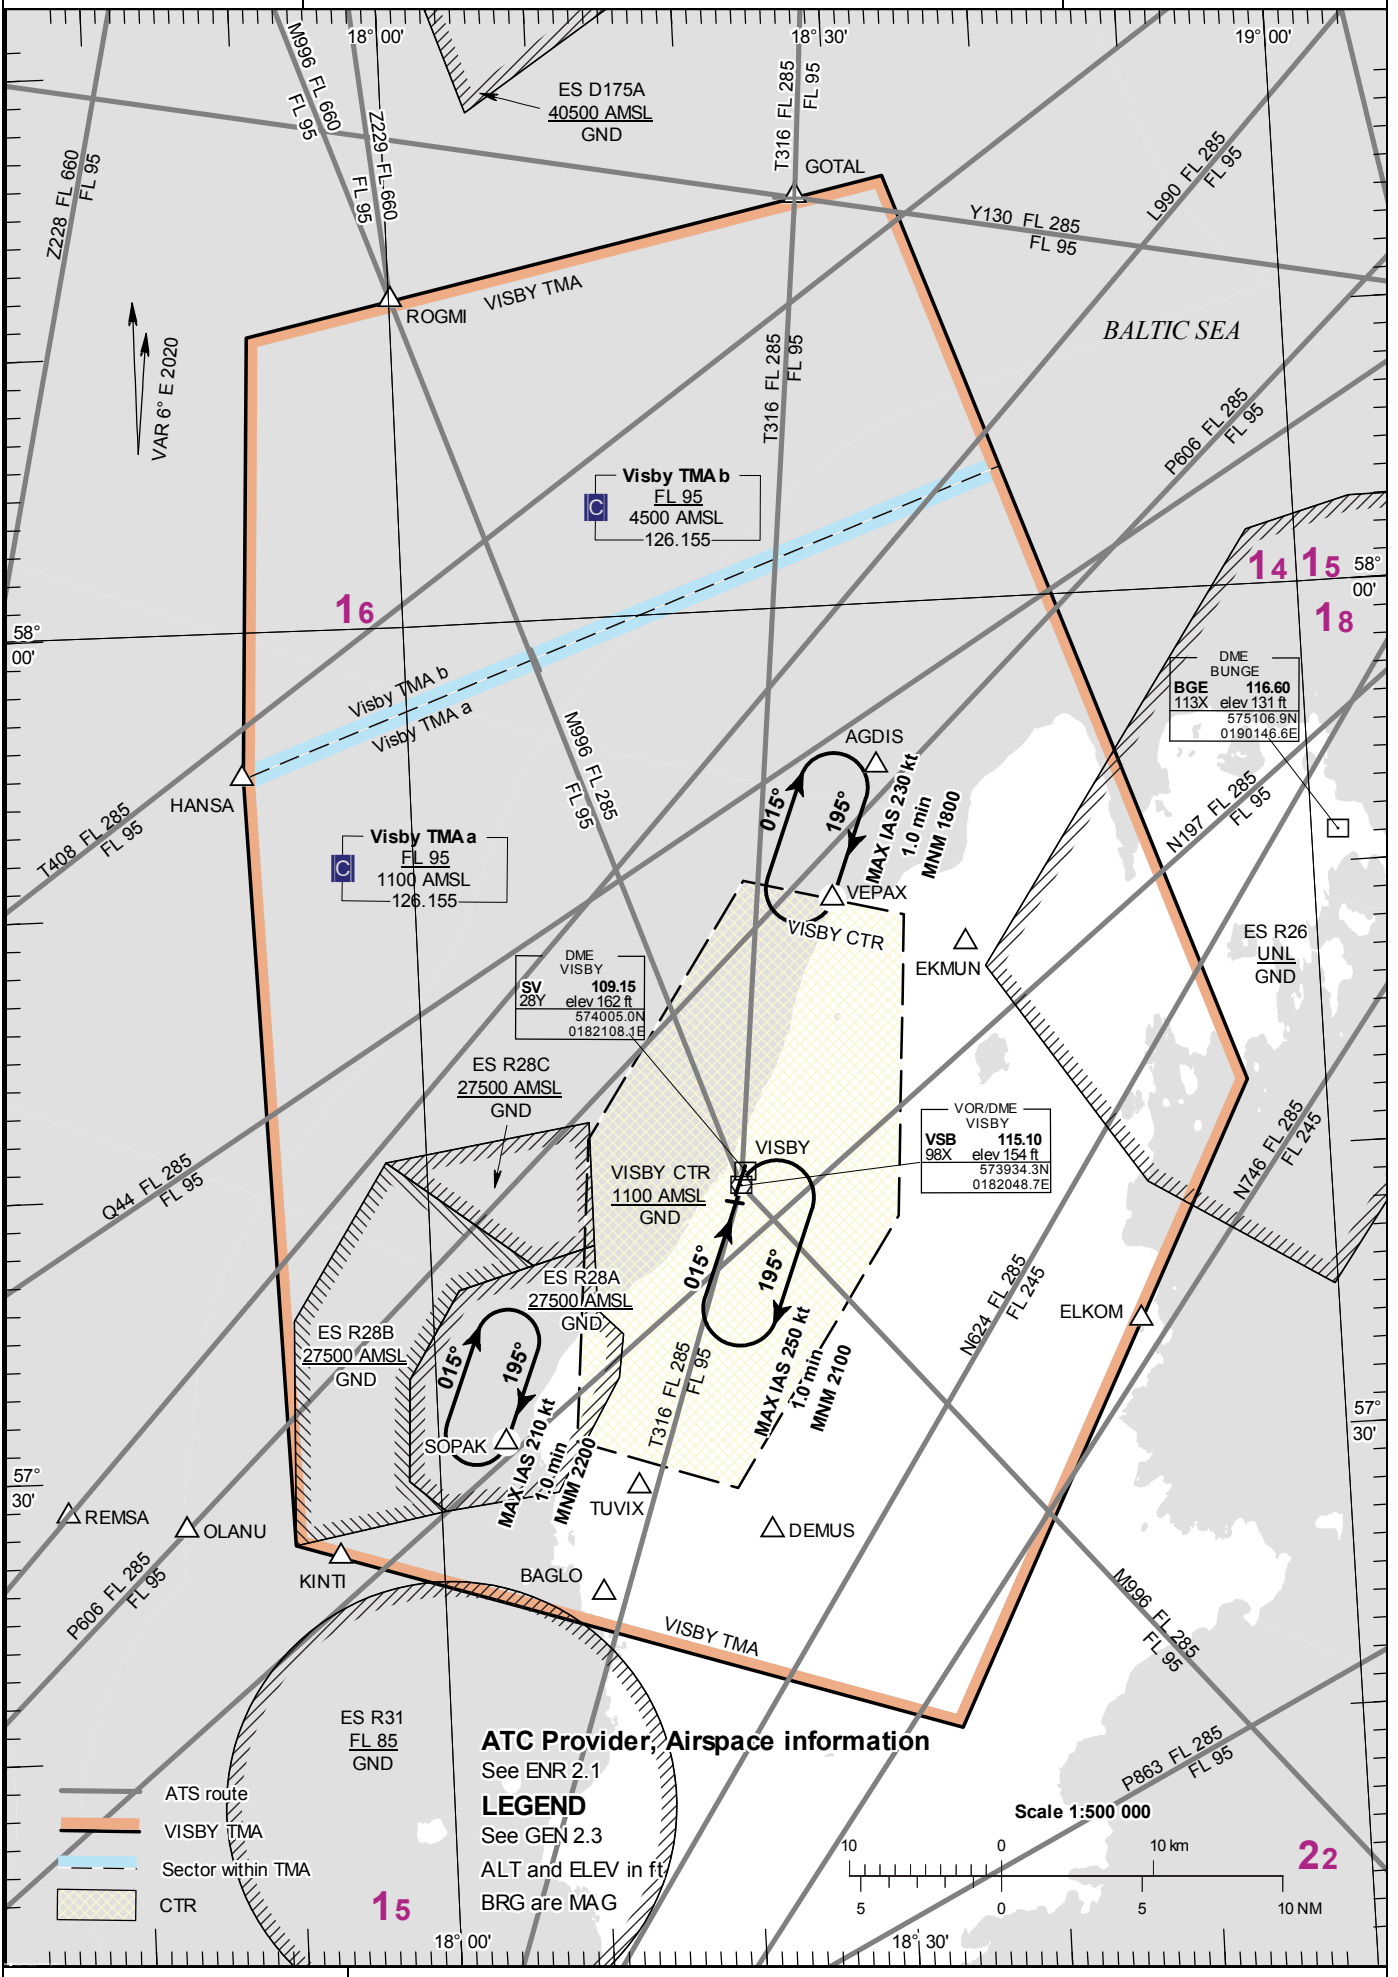 18° 00'
18° 30'
19° 00'
M996 FL 660
FL 95
Z229 FL 660
FL 95
Z228 FL 660
FL 95
ES D175A
40500 AMSL
GND
T316 FL 285
FL 95
GOTAL
L990 FL 285
FL 95
Y130 FL 285
FL 95
ROGMI
VISBY TMA
BALTIC SEA
VAR 6° E 2020
T316 FL 285
FL 95
P606 FL 285
FL 95
Visby TMA b
C
FL 95
4500 AMSL
126.155
14
15
58°
00'
16
18
58°
00'
DME
BUNGE
BGE 116.60
113X elev 131 ft
575106.9N
0190146.6E
Visby TMA b
Visby TMA a
M996 FL 285
FL 95
AGDIS
HANSA
015°
195°
MAX IAS 230 kt
1.0 min
MNM 1800
T408 FL 285
FL 95
N197 FL 285
FL 95
Visby TMA a
C
FL 95
1100 AMSL
126.155
VEPAX
VISBY CTR
EKMUN
ES R26
UNL
GND
DME
VISBY
SV 109.15
28Y elev 162 ft
574005.0N
0182108.1E
ES R28C
27500 AMSL
GND
VOR/DME
VISBY
VSB 115.10
98X elev 154 ft
573934.3N
0182048.7E
VISBY
VISBY CTR
1100 AMSL
GND
N746 FL 285
FL 245
Q44 FL 285
FL 95
015°
195°
ES R28A
27500 AMSL
GND
N624 FL 285
FL 245
ELKOM
ES R28B
27500 AMSL
GND
015°
195°
MAX IAS 250 kt
1.0 min
MNM 2100
T316 FL 285
FL 95
57°
30'
SOPAK
MAX IAS 210 kt
1.0 min
MNM 2200
57°
30'
REMSA
OLANU
TUVIX
DEMUS
KINTI
BAGLO
P606 FL 285
FL 95
M996 FL 285
FL 95
VISBY TMA
ES R31
FL 85
GND
P863 FL 285
FL 95
ATC Provider, Airspace information
See ENR 2.1
LEGEND
See GEN 2.3
ALT and ELEV in ft
BRG are MAG
ATS route
VISBY TMA
Sector within TMA
CTR
Scale 1:500 000
10 0 10 km
5 0 5 10 NM
22
15
18° 00'
18° 30'